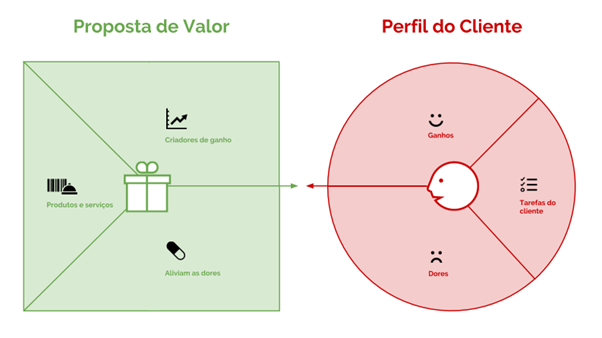 Proposta de Valor
Perfil do Cliente
Criadores de ganho
Produtos e serviços
Aliviam as dores
Ganhos
Tarefas do
cliente
Dores